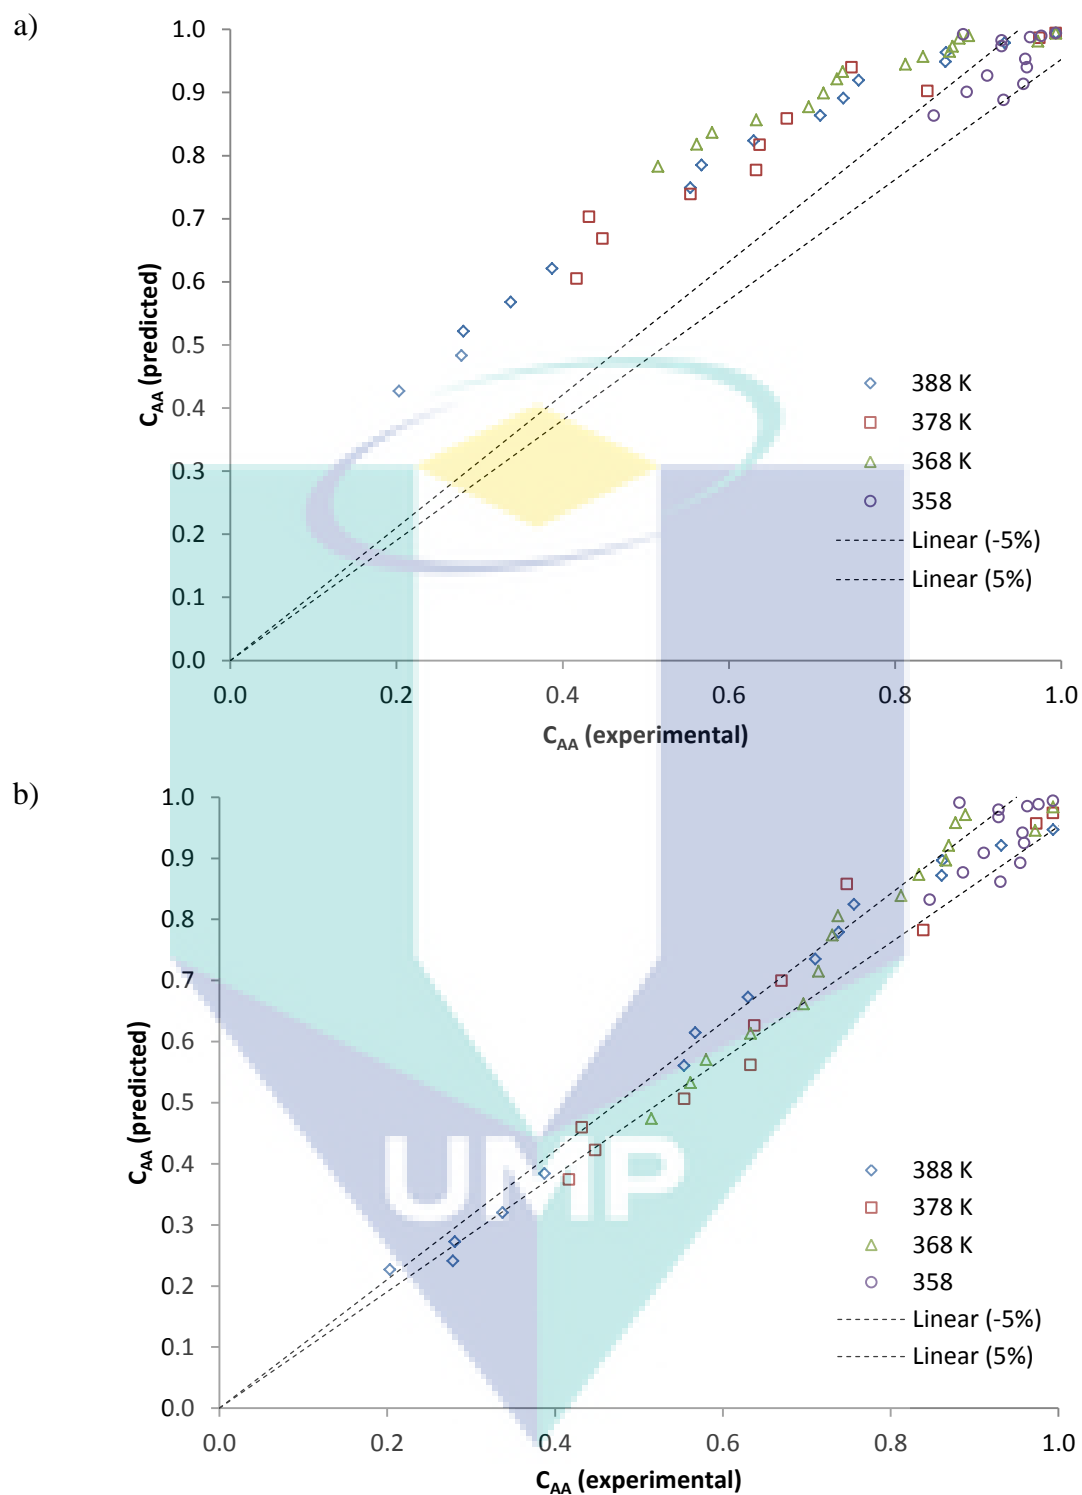 a)
1.0
0.9
0.8
0.7
0.6
0.5
0.4
0.3
0.2
0.1
0.0
C_AA (predicted)
388 K
378 K
368 K
358
Linear (-5%)
Linear (5%)
0.0 0.2 0.4 0.6 0.8 1.0
C_AA (experimental)
b)
1.0
0.9
0.8
0.7
0.6
0.5
0.4
0.3
0.2
0.1
0.0
C_AA (predicted)
UMP
388 K
378 K
368 K
358
Linear (-5%)
Linear (5%)
0.0 0.2 0.4 0.6 0.8 1.0
C_AA (experimental)